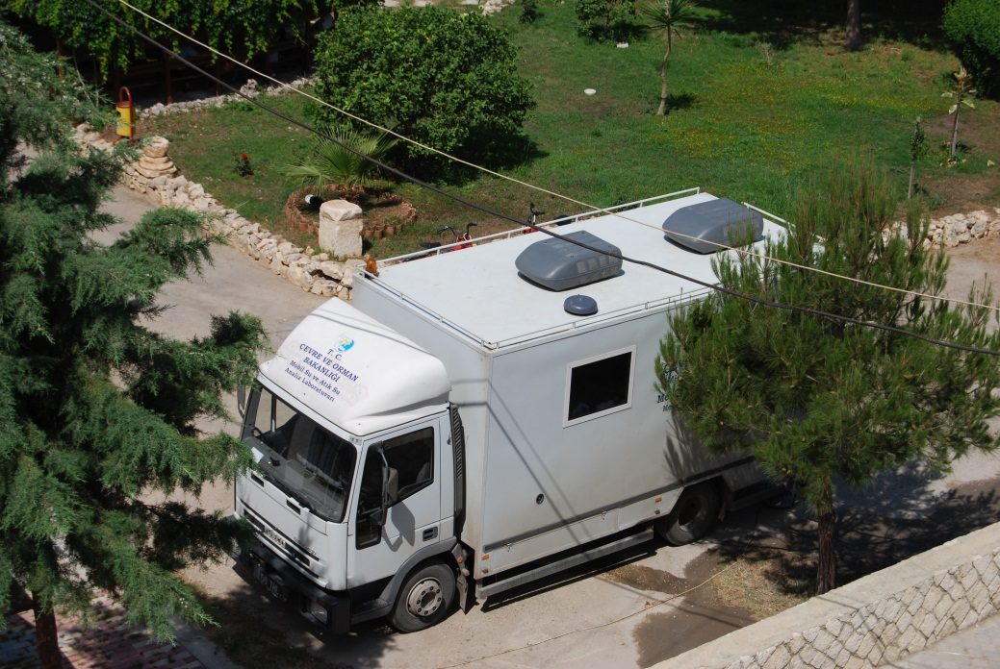 T. C.
ÇEVRE VE ORMAN
BAKANLIĞI
Mobil Su ve Atık Su
Analiz Laboratuvarı